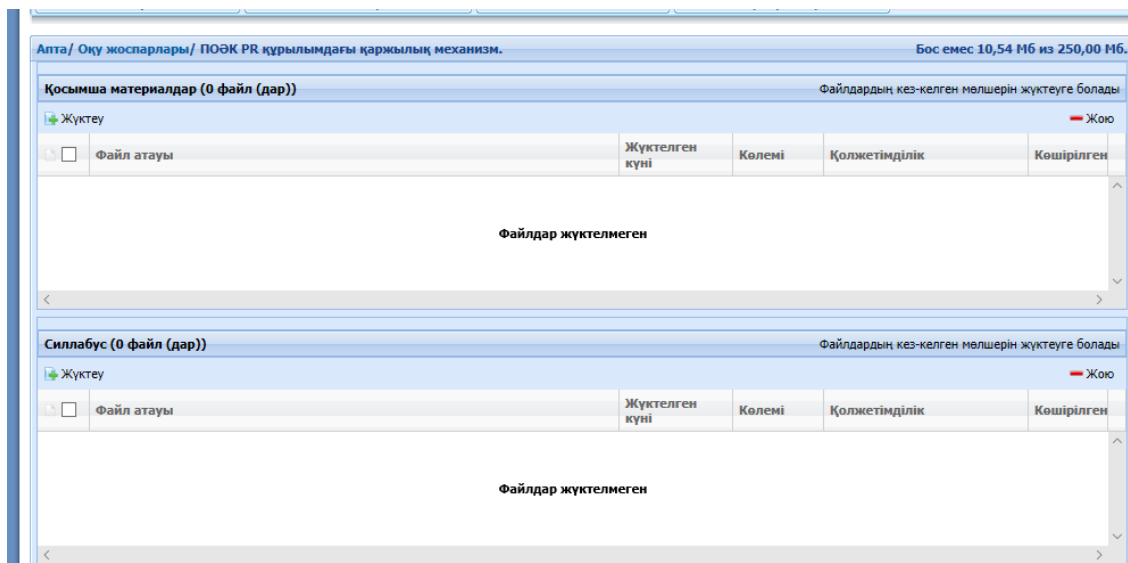 Апта/ Оқу жоспарлары/ ПОӘК PR құрылымдағы қаржылық механизм. Бос емес 10,54 Мб из 250,00 Мб.
Қосымша материалдар (0 файл (дар)) Файлдардың кез-келген мөлшерін жүктеуге болады
Жүктеу Жою
Файл атауы Жүктелген күні Көлемі Қолжетімділік Көшірілген
Файлдар жүктелмеген
Силлабус (0 файл (дар)) Файлдардың кез-келген мөлшерін жүктеуге болады
Жүктеу Жою
Файл атауы Жүктелген күні Көлемі Қолжетімділік Көшірілген
Файлдар жүктелмеген